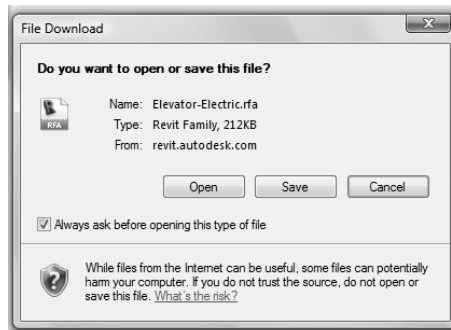 File Download
X
Do you want to open or save this file?
RFA
Name: Elevator-Electric.rfa
Type: Revit Family, 212KB
From: revit.autodesk.com
Open Save Cancel
Always ask before opening this type of file
While files from the Internet can be useful, some files can potentially
harm your computer. If you do not trust the source, do not open or
save this file. What's the risk?